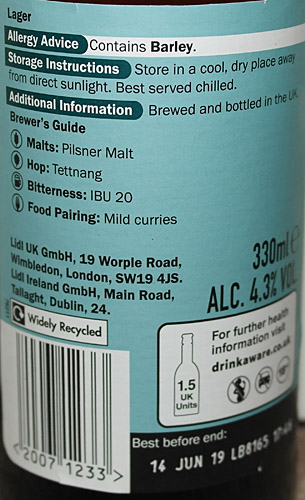 Lager
Allergy Advice Contains Barley.
Storage Instructions Store in a cool, dry place away
from direct sunlight. Best served chilled.
Additional Information Brewed and bottled in the UK.
Brewer's Guide
Malts: Pilsner Malt
Hop: Tettnang
Bitterness: IBU 20
Food Pairing: Mild curries
Lidl UK GmbH, 19 Worple Road,
Wimbledon, London, SW19 4JS.
Lidl Ireland GmbH, Main Road,
Tallaght, Dublin, 24.
330ml e
ALC. 4.3% VOL
Widely Recycled
For further health
information visit
drinkaware.co.uk
1.5
UK
Units
<2007 1233>
Best before end:
14 JUN 19 LB8165